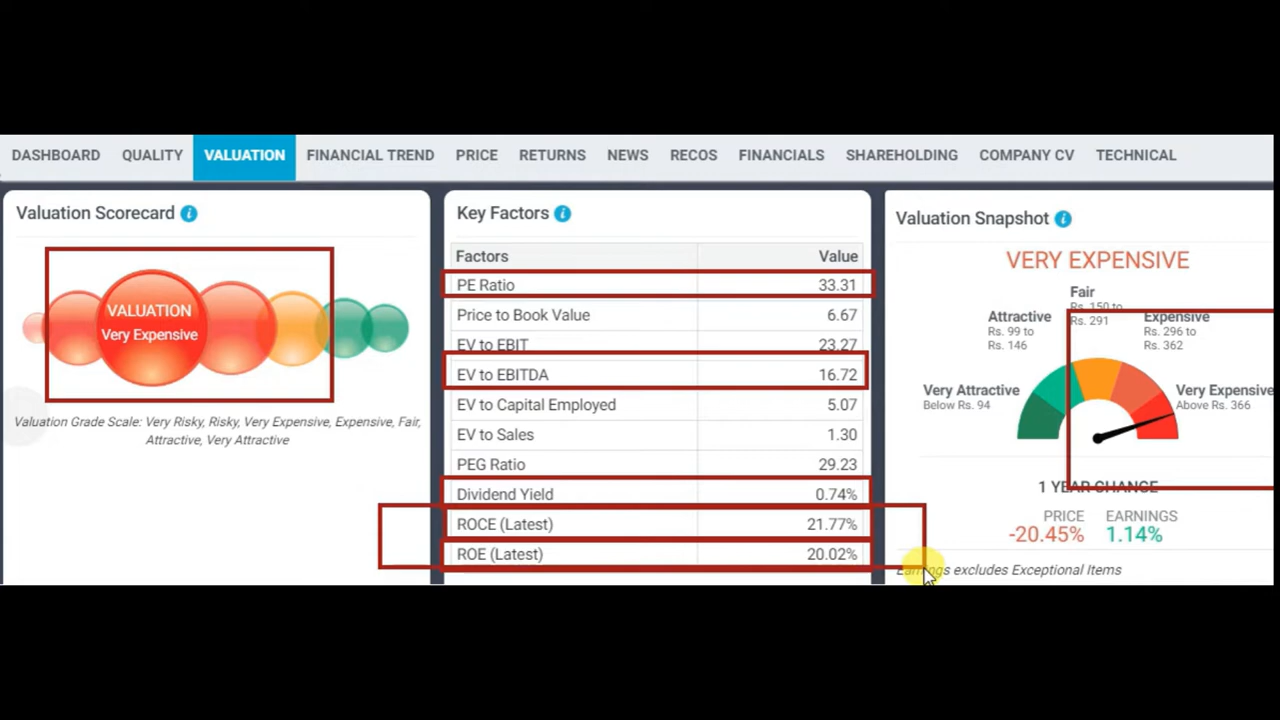 DASHBOARD QUALITY VALUATION FINANCIAL TREND PRICE RETURNS NEWS RECOS FINANCIALS SHAREHOLDING COMPANY CV TECHNICAL
Valuation Scorecard
VALUATION
Very Expensive
Valuation Grade Scale: Very Risky, Risky, Very Expensive, Expensive, Fair,
Attractive, Very Attractive
Key Factors
Factors Value
PE Ratio 33.31
Price to Book Value 6.67
EV to EBIT 23.27
EV to EBITDA 16.72
EV to Capital Employed 5.07
EV to Sales 1.30
PEG Ratio 29.23
Dividend Yield 0.74%
ROCE (Latest) 21.77%
ROE (Latest) 20.02%
Valuation Snapshot
VERY EXPENSIVE
Fair
Rs. 150 to
Rs. 291
Attractive
Rs. 99 to
Rs. 146
Expensive
Rs. 296 to
Rs. 362
Very Attractive
Below Rs. 94
Very Expensive
Above Rs. 366
1 YEAR CHANGE
PRICE EARNINGS
-20.45% 1.14%
Earnings excludes Exceptional Items